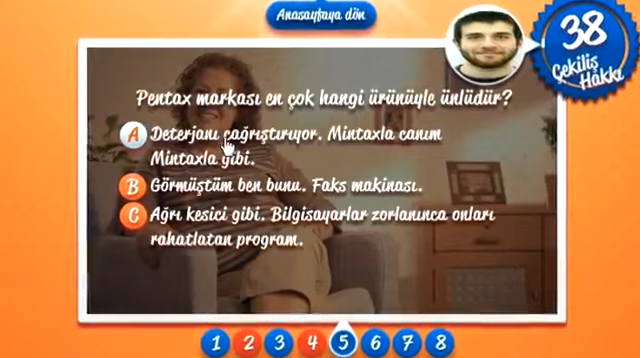 Anasayfaya dön
38
Çekiliş
Hakkı
Pentax markası en çok hangi ürünüyle ünlüdür?
A Deterjanı çağrıştırıyor. Mintaxla canım
Mintaxla gibi.
B Görmüştüm ben bunu. Faks makinası.
C Ağrı kesici gibi. Bilgisayarlar zorlanınca onları
rahatlatan program.
1 2 3 4 5 6 7 8